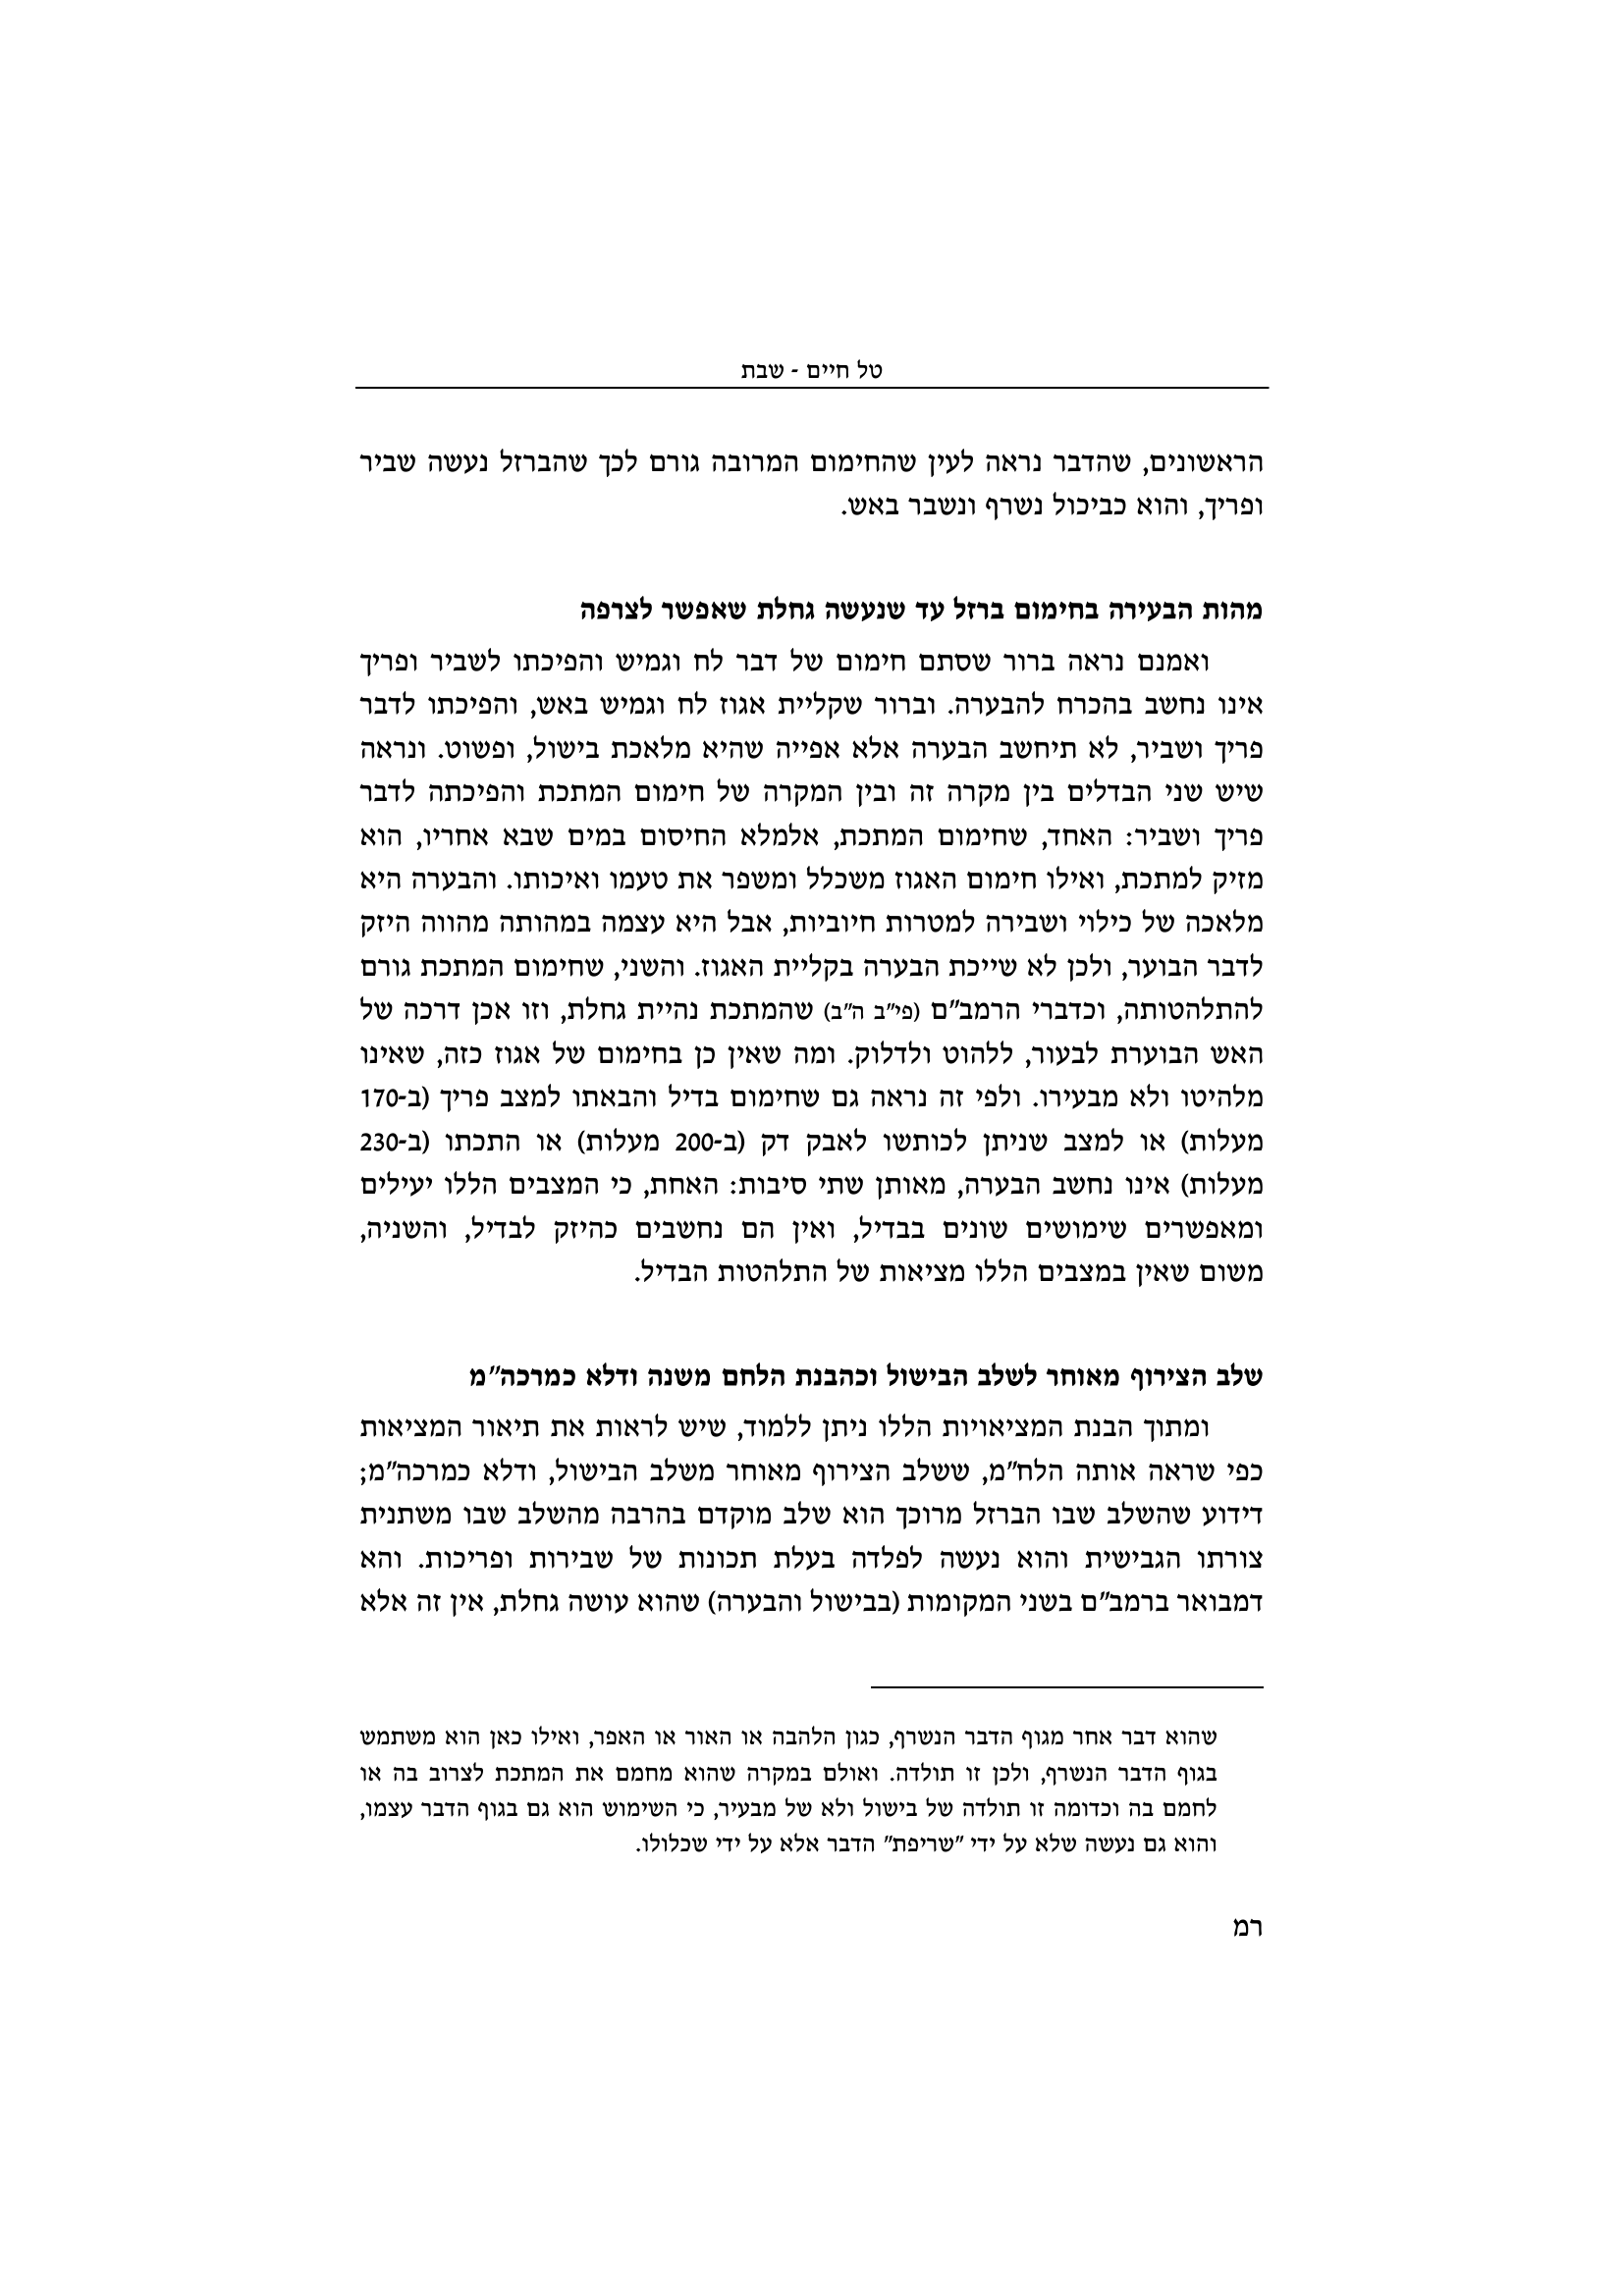 טל חיים - שבת
הראשונים, שהדבר נראה לעין שהחימום המרובה גורם לכך שהברזל נעשה שביר
ופריך, והוא כביכול נשרף ונשבר באש.
מהות הבעירה בחימום ברזל עד שנעשה גחלת שאפשר לצרפה
ואמנם נראה ברור שסתם חימום של דבר לח וגמיש והפיכתו לשביר ופריך
אינו נחשב בהכרח להבערה. וברור שקליית אגוז לח וגמיש באש, והפיכתו לדבר
פריך ושביר, לא תיחשב הבערה אלא אפייה שהיא מלאכת בישול, ופשוט. ונראה
שיש שני הבדלים בין מקרה זה ובין המקרה של חימום המתכת והפיכתה לדבר
פריך ושביר: האחד, שחימום המתכת, אלמלא החיסום במים שבא אחריו, הוא
מזיק למתכת, ואילו חימום האגוז משכלל ומשפר את טעמו ואיכותו. והבערה היא
מלאכה של כילוי ושבירה למטרות חיוביות, אבל היא עצמה במהותה מהווה היזק
לדבר הבוער, ולכן לא שייכת הבערה בקליית האגוז. והשני, שחימום המתכת גורם
להתלהטותה, וכדברי הרמב"ם (פי"ב ה"ב) שהמתכת נהיית גחלת, וזו אכן דרכה של
האש הבוערת לבעור, ללהוט ולדלוק. ומה שאין כן בחימום של אגוז כזה, שאינו
מלהיטו ולא מבעירו. ולפי זה נראה גם שחימום בדיל והבאתו למצב פריך (ב-170
מעלות) או למצב שניתן לכותשו לאבק דק (ב-200 מעלות) או התכתו (ב-230
מעלות) אינו נחשב הבערה, מאותן שתי סיבות: האחת, כי המצבים הללו יעילים
ומאפשרים שימושים שונים בבדיל, ואין הם נחשבים כהיזק לבדיל, והשניה,
משום שאין במצבים הללו מציאות של התלהטות הבדיל.
שלב הצירוף מאוחר לשלב הבישול וכהבנת הלחם משנה ודלא כמרכה"מ
ומתוך הבנת המציאויות הללו ניתן ללמוד, שיש לראות את תיאור המציאות
כפי שראה אותה הלח"מ, ששלב הצירוף מאוחר משלב הבישול, ודלא כמרכה"מ;
דידוע שהשלב שבו הברזל מרוכך הוא שלב מוקדם בהרבה מהשלב שבו משתנית
צורתו הגבישית והוא נעשה לפלדה בעלת תכונות של שבירות ופריכות. והא
דמבואר ברמב"ם בשני המקומות (בבישול והבערה) שהוא עושה גחלת, אין זה אלא
שהוא דבר אחר מגוף הדבר הנשרף, כגון הלהבה או האור או האפר, ואילו כאן הוא משתמש
בגוף הדבר הנשרף, ולכן זו תולדה. ואולם במקרה שהוא מחמם את המתכת לצרוב בה או
לחמם בה וכדומה זו תולדה של בישול ולא של מבעיר, כי השימוש הוא גם בגוף הדבר עצמו,
והוא גם נעשה שלא על ידי "שריפת" הדבר אלא על ידי שכלולו.
רמ